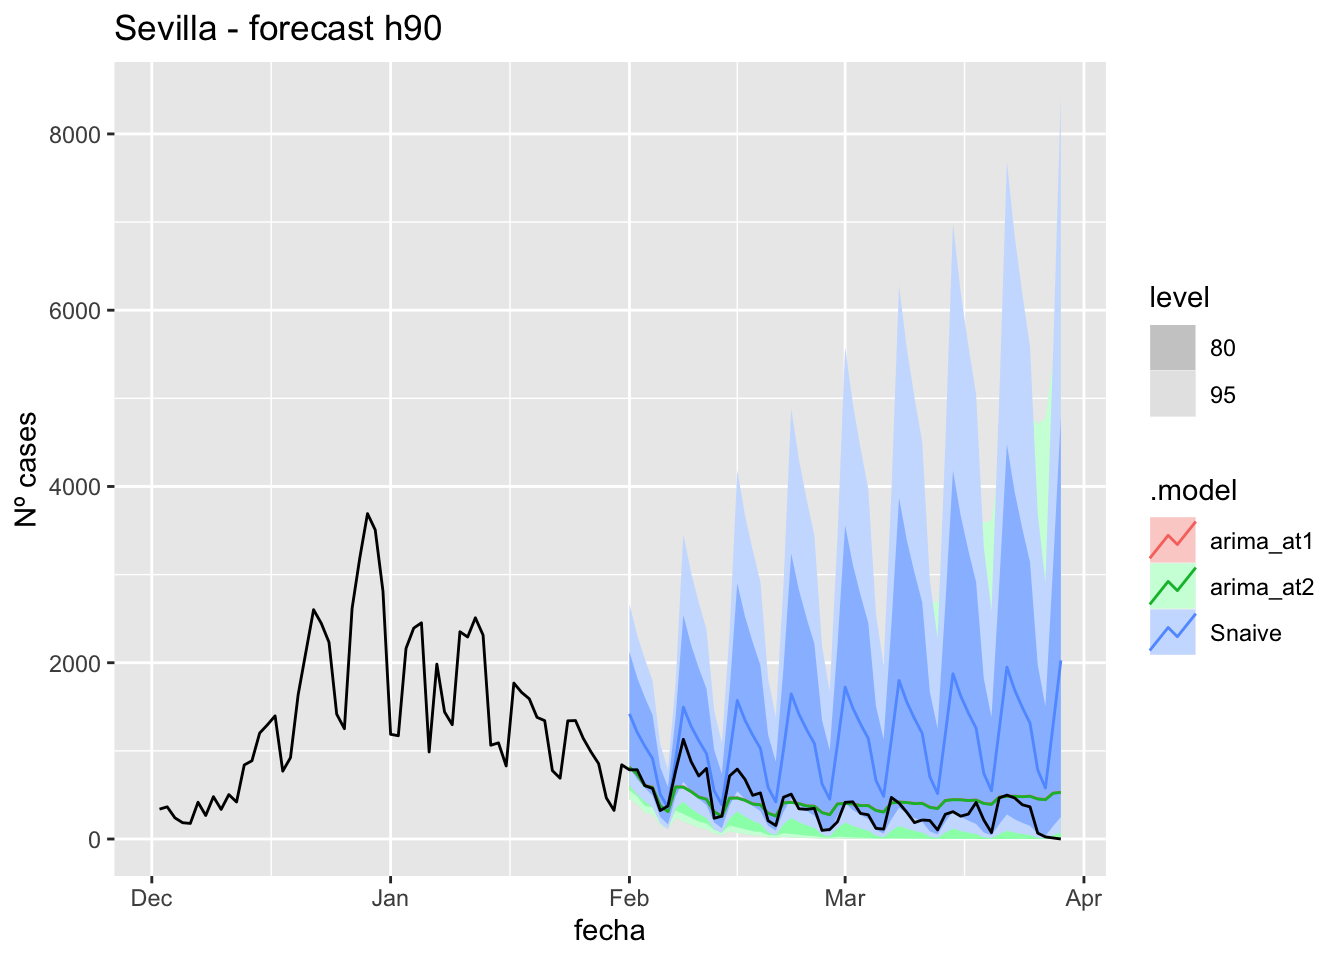 Sevilla - forecast h90
Nº cases
8000
6000
4000
2000
0
Dec
Jan
Feb
Mar
Apr
fecha
level
80
95
.model
arima_at1
arima_at2
Snaive